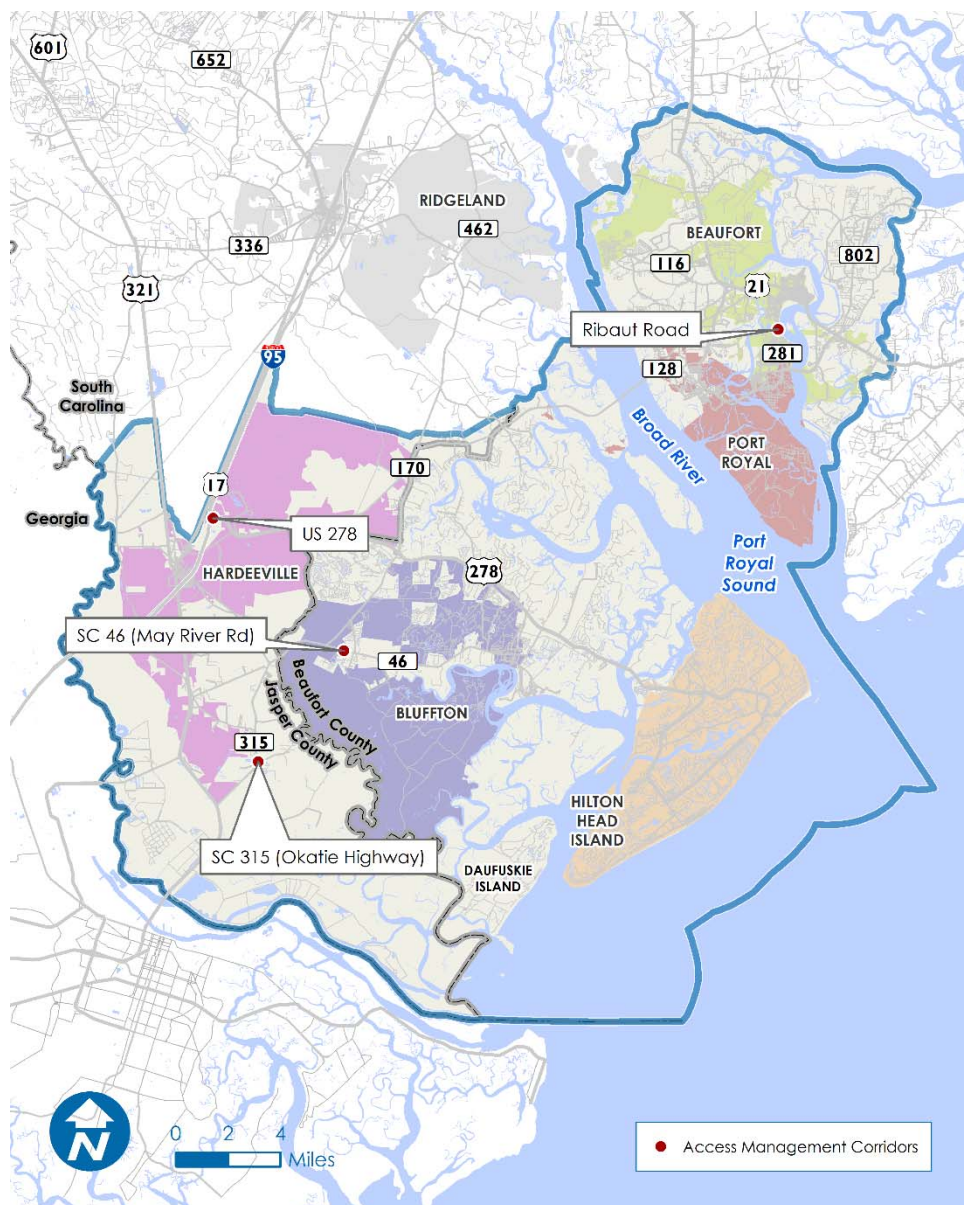 601
652
RIDGELAND
462
336
321
BEAUFORT
116
802
21
Ribaut Road
281
128
95
South
Carolina
Broad River
PORT
ROYAL
170
17
Georgia
US 278
Port
Royal
Sound
HARDEEVILLE
278
SC 46 (May River Rd)
46
Beaufort County
Jasper County
BLUFFTON
315
HILTON
HEAD
ISLAND
SC 315 (Okatie Highway)
DAUFUSKIE
ISLAND
N
0 2 4
Miles
Access Management Corridors